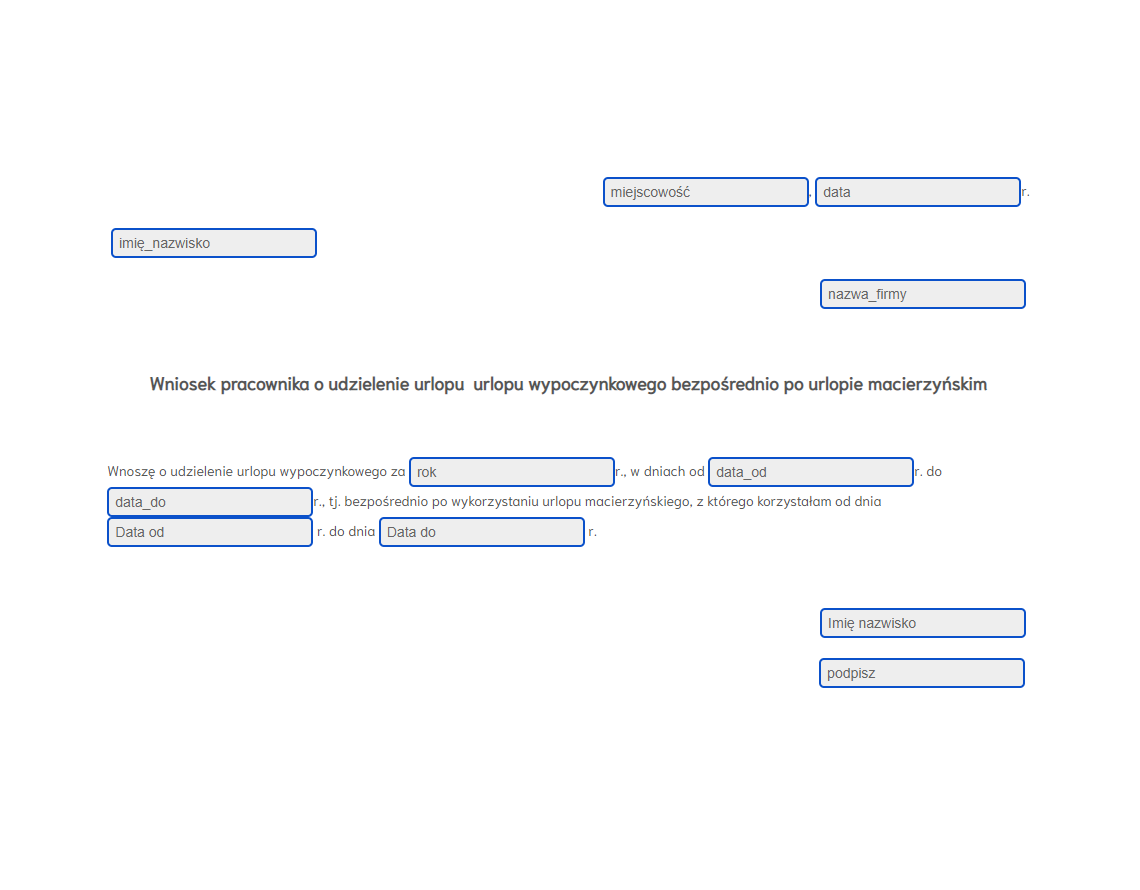 miejscowość , data r.
imię_nazwisko
nazwa_firmy
Wniosek pracownika o udzielenie urlopu urlopu wypoczynkowego bezpośrednio po urlopie macierzyńskim
Wnoszę o udzielenie urlopu wypoczynkowego za rok r., w dniach od data_od r. do
data_do r., tj. bezpośrednio po wykorzystaniu urlopu macierzyńskiego, z którego korzystałam od dnia
Data od r. do dnia Data do r.
Imię nazwisko
podpisz